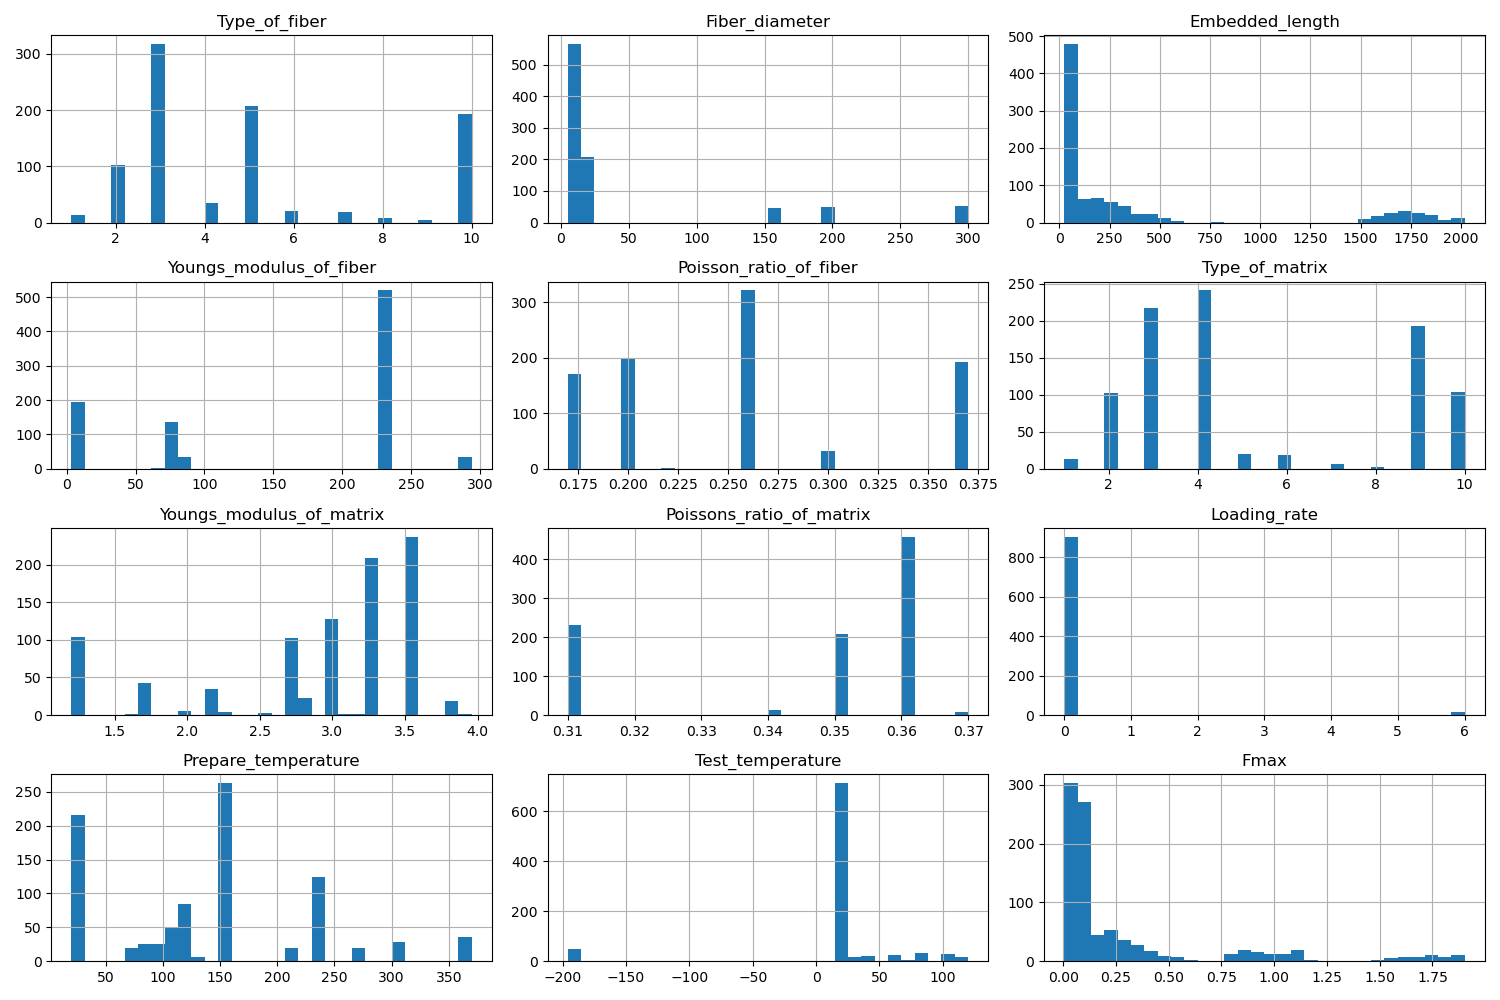 Type_of_fiber
300
200
100
0
2 4 6 8 10
Fiber_diameter
500
400
300
200
100
0
0 50 100 150 200 250 300
Embedded_length
500
400
300
200
100
0
0 250 500 750 1000 1250 1500 1750 2000
Youngs_modulus_of_fiber
500
400
300
200
100
0
0 50 100 150 200 250 300
Poisson_ratio_of_fiber
300
200
100
0
0.175 0.200 0.225 0.250 0.275 0.300 0.325 0.350 0.375
Type_of_matrix
250
200
150
100
50
0
2 4 6 8 10
Youngs_modulus_of_matrix
200
150
100
50
0
1.5 2.0 2.5 3.0 3.5 4.0
Poissons_ratio_of_matrix
400
300
200
100
0
0.31 0.32 0.33 0.34 0.35 0.36 0.37
Loading_rate
800
600
400
200
0
0 1 2 3 4 5 6
Prepare_temperature
250
200
150
100
50
0
50 100 150 200 250 300 350
Test_temperature
600
400
200
0
−200 −150 −100 −50 0 50 100
Fmax
300
200
100
0
0.00 0.25 0.50 0.75 1.00 1.25 1.50 1.75